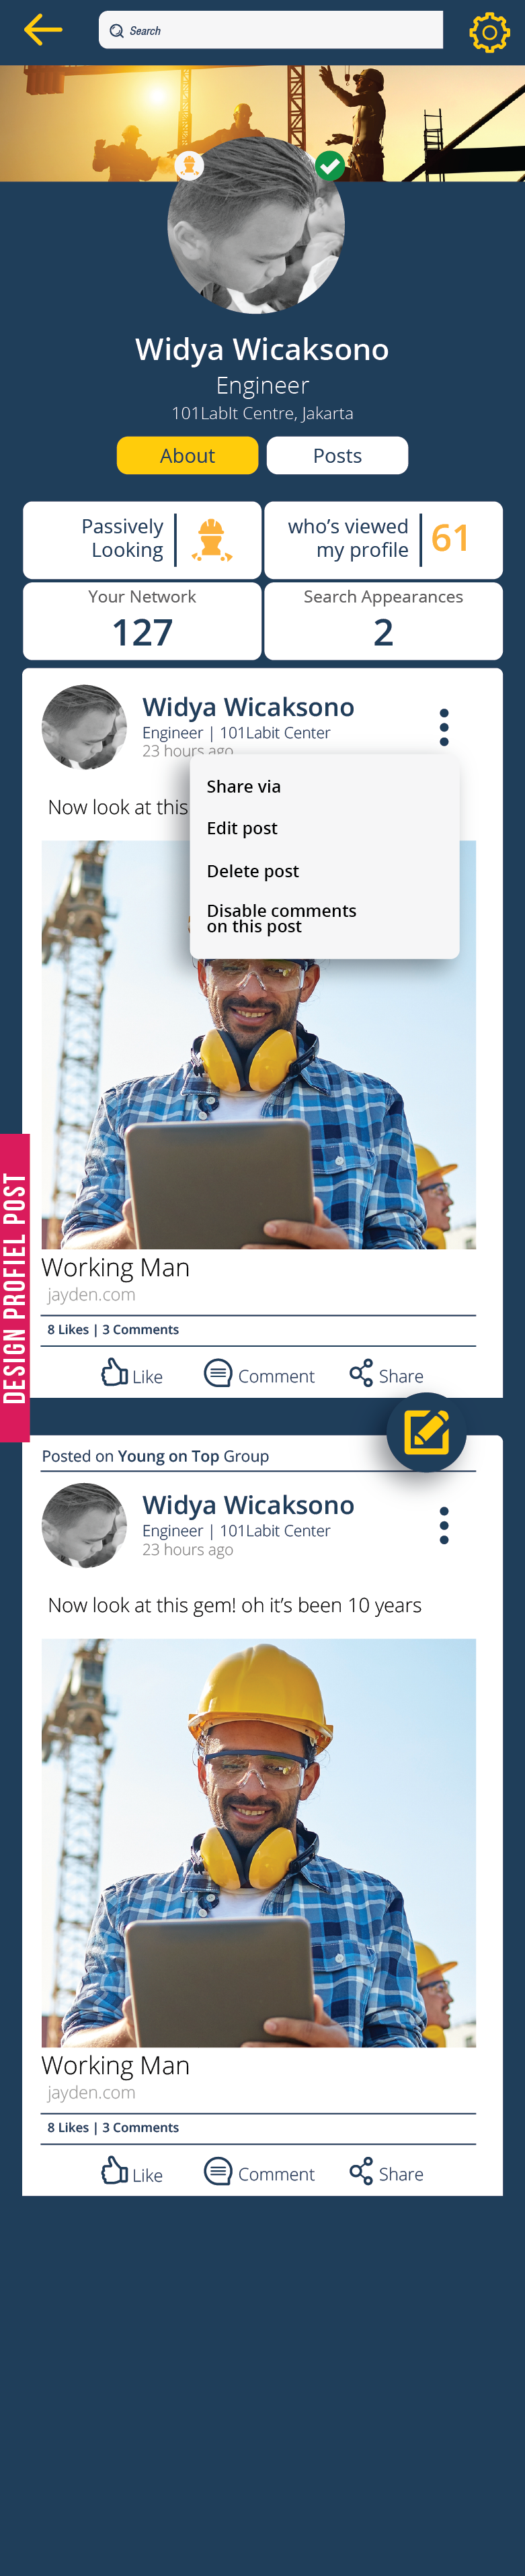 Search
Widya Wicaksono
Engineer
101LabIt Centre, Jakarta
About
Posts
Passively
Looking
who's viewed
my profile
61
Your Network
127
Search Appearances
2
Widya Wicaksono
Engineer | 101Labit Center
23 hours ago
Now look at this
Share via
Edit post
Delete post
Disable comments
on this post
DESIGN PROFIEL POST
Working Man
jayden.com
8 Likes | 3 Comments
Like
Comment
Share
Posted on Young on Top Group
Widya Wicaksono
Engineer | 101Labit Center
23 hours ago
Now look at this gem! oh it's been 10 years
Working Man
jayden.com
8 Likes | 3 Comments
Like
Comment
Share